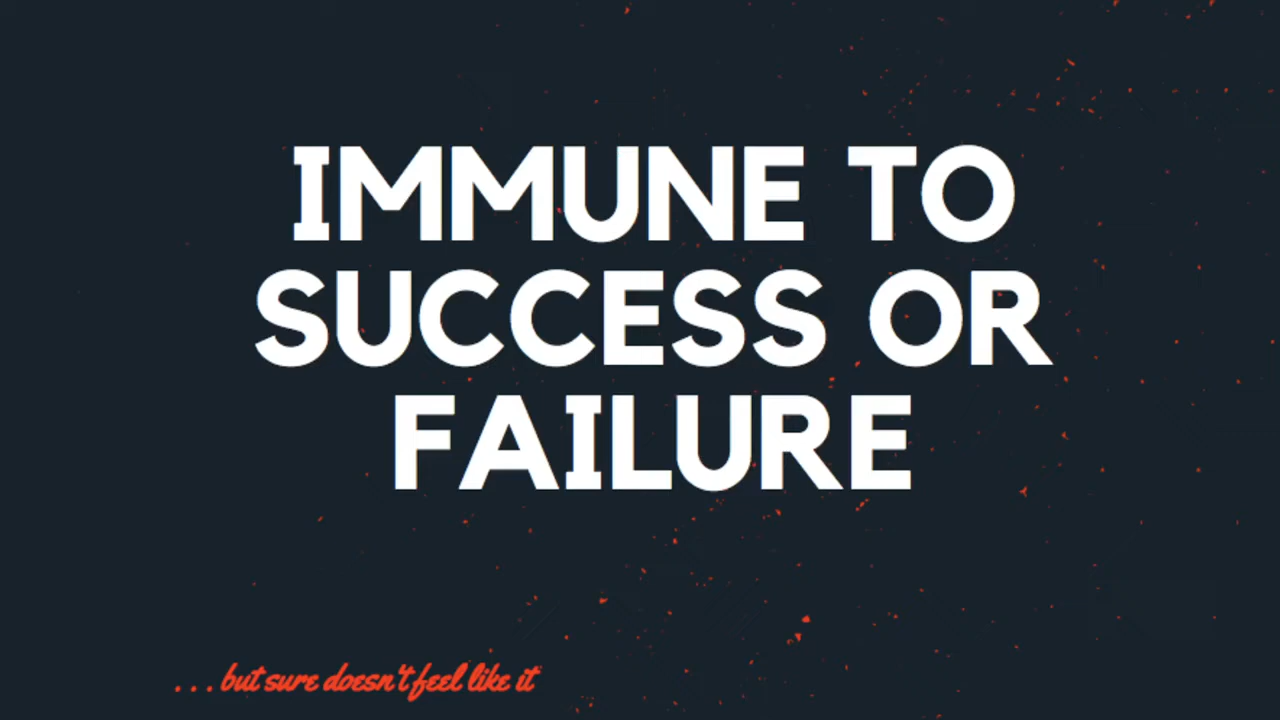 IMMUNE TO
SUCCESS OR
FAILURE
. . . but sure doesn't feel like it